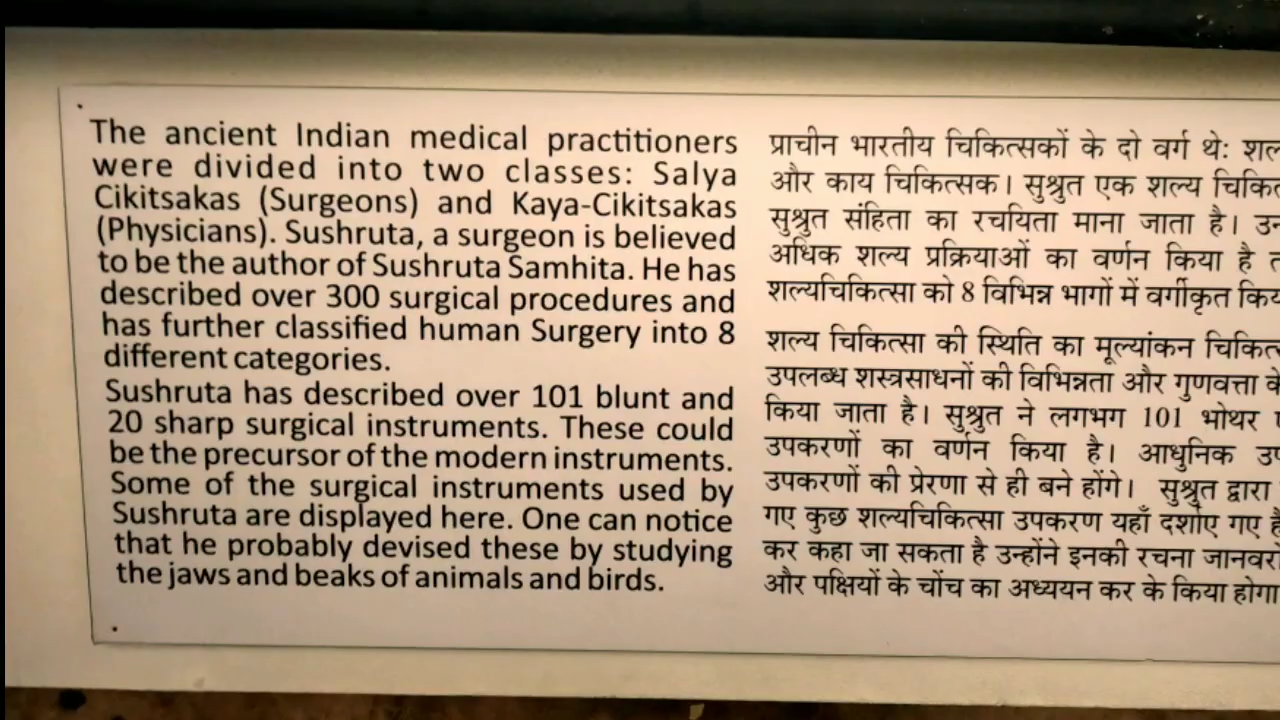 The ancient Indian medical practitioners
were divided into two classes: Salya
Cikitsakas (Surgeons) and Kaya-Cikitsakas
(Physicians). Sushruta, a surgeon is believed
to be the author of Sushruta Samhita. He has
described over 300 surgical procedures and
has further classified human Surgery into 8
different categories.
Sushruta has described over 101 blunt and
20 sharp surgical instruments. These could
be the precursor of the modern instruments.
Some of the surgical instruments used by
Sushruta are displayed here. One can notice
that he probably devised these by studying
the jaws and beaks of animals and birds.
प्राचीन भारतीय चिकित्सकों के दो वर्ग थे:
और काय चिकित्सक। सुश्रुत एक शल्य
सुश्रुत संहिता का रचयिता माना जाता है।
अधिक शल्य प्रक्रियाओं का वर्णन किया है
शल्यचिकित्सा को 8 विभिन्न भागों में वर्गीकृत
शल्य चिकित्सा की स्थिति का मूल्यांकन
उपलब्ध शस्त्रसाधनों की विभिन्नता और गुणवत्ता
किया जाता है। सुश्रुत ने लगभग 101 भोथर
उपकरणों का वर्णन किया है। आधुनिक
उपकरणों की प्रेरणा से ही बने होंगे। सुश्रुत द्वारा
गए कुछ शल्यचिकित्सा उपकरण यहाँ दर्शाए गए
कर कहा जा सकता है उन्होंने इनकी रचना
और पक्षियों के चोंच का अध्ययन कर के किया होगा